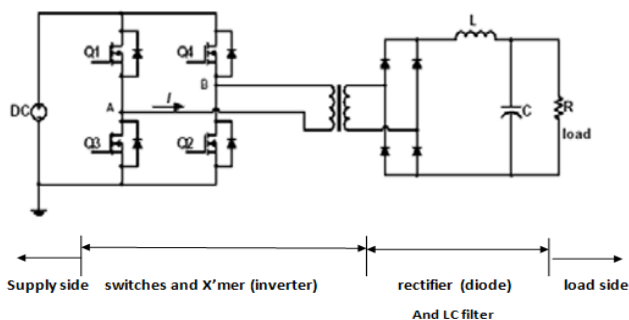 Q1
Q4
L
B
DC
A
I
C
R
load
Q3
Q2
Supply side
switches and X'mer (inverter)
rectifier (diode)
load side
And LC filter